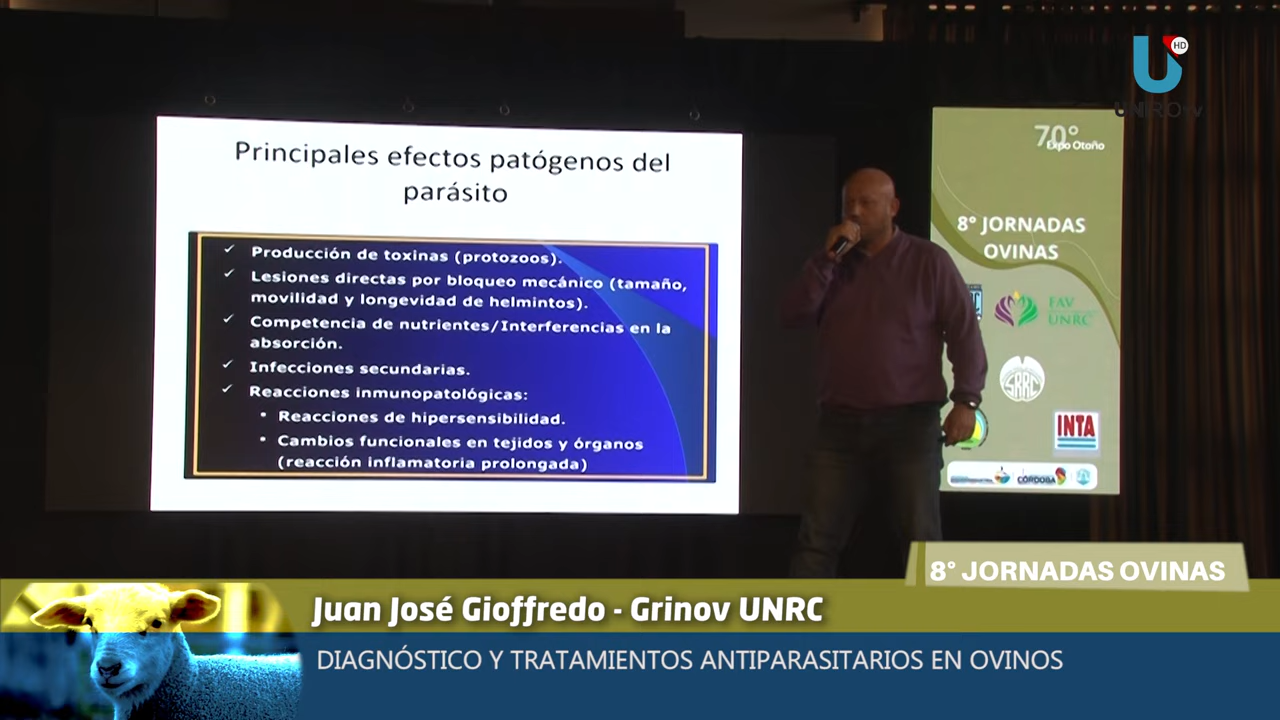 HD
UNIRIOtv
70°
Expo Otoño
8° JORNADAS
OVINAS
FAV
UNRC
SRRC
INTA
CÓRDOBA
Principales efectos patógenos del
parásito
✓ Producción de toxinas (protozoos).
✓ Lesiones directas por bloqueo mecánico (tamaño,
movilidad y longevidad de helmintos).
✓ Competencia de nutrientes/Interferencias en la
absorción.
✓ Infecciones secundarias.
✓ Reacciones inmunopatológicas:
• Reacciones de hipersensibilidad.
• Cambios funcionales en tejidos y órganos
(reacción inflamatoria prolongada)
8° JORNADAS OVINAS
Juan José Gioffredo - Grinov UNRC
DIAGNÓSTICO Y TRATAMIENTOS ANTIPARASITARIOS EN OVINOS